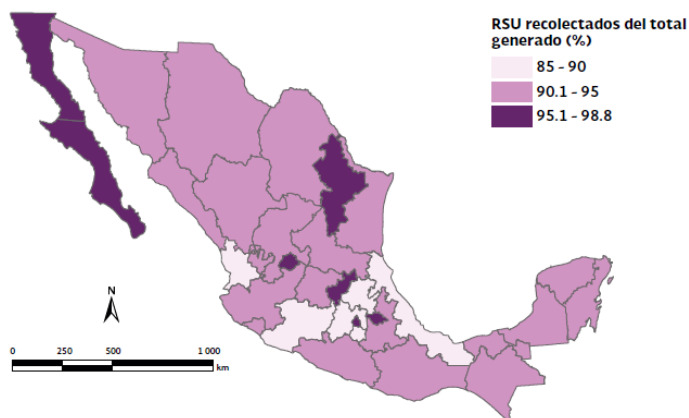 RSU recolectados del total
generado (%)
85 - 90
90.1 - 95
95.1 - 98.8
N
0 250 500 1 000
km